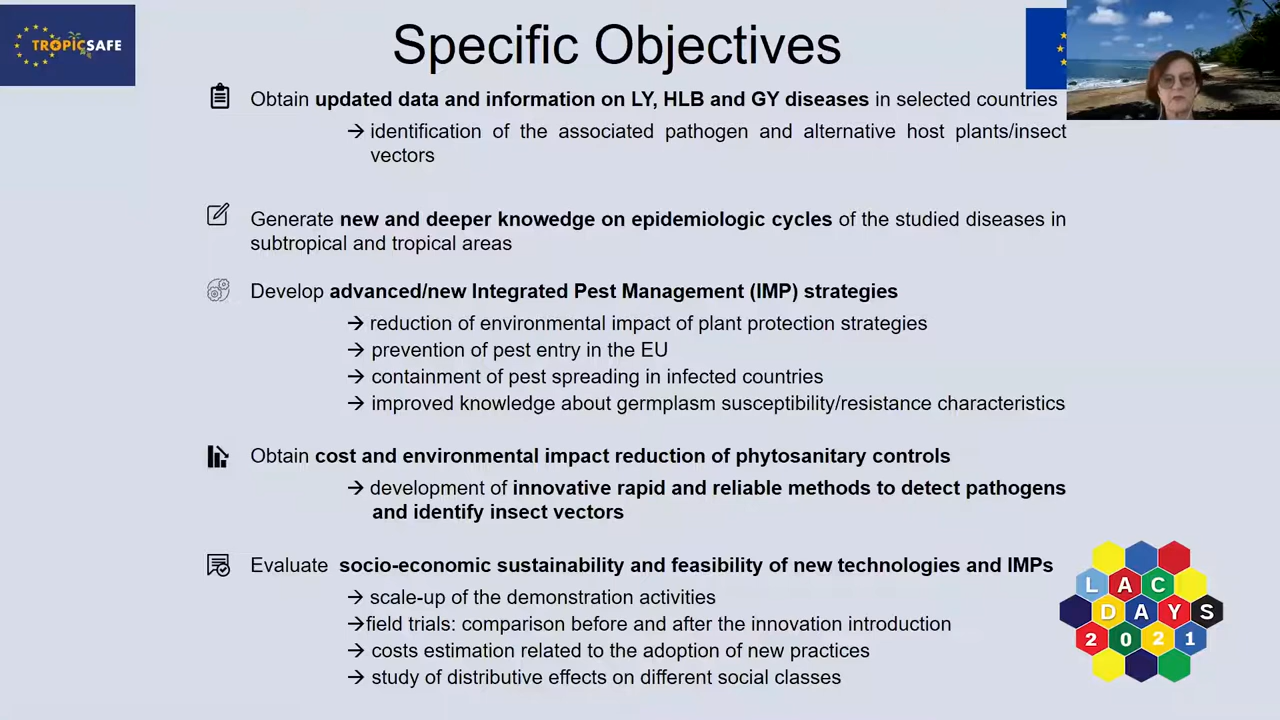 TROPICSAFE
Specific Objectives
Obtain updated data and information on LY, HLB and GY diseases in selected countries
→ identification of the associated pathogen and alternative host plants/insect
vectors
Generate new and deeper knowedge on epidemiologic cycles of the studied diseases in
subtropical and tropical areas
Develop advanced/new Integrated Pest Management (IMP) strategies
→ reduction of environmental impact of plant protection strategies
→ prevention of pest entry in the EU
→ containment of pest spreading in infected countries
→ improved knowledge about germplasm susceptibility/resistance characteristics
Obtain cost and environmental impact reduction of phytosanitary controls
→ development of innovative rapid and reliable methods to detect pathogens
and identify insect vectors
Evaluate socio-economic sustainability and feasibility of new technologies and IMPs
→ scale-up of the demonstration activities
→field trials: comparison before and after the innovation introduction
→ costs estimation related to the adoption of new practices
→ study of distributive effects on different social classes
LAC
DAYS
2021